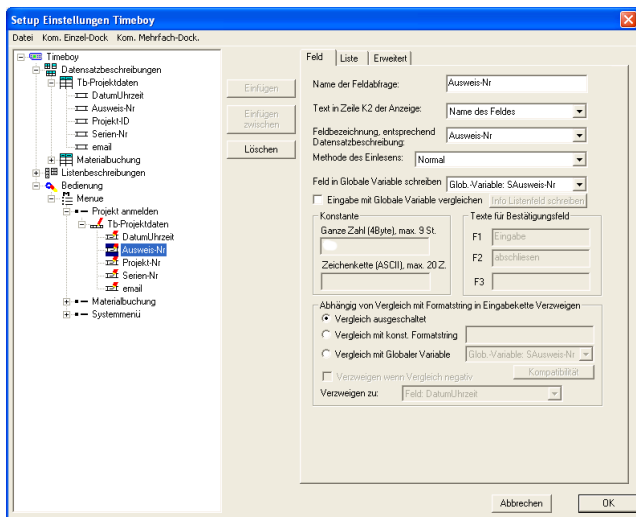 Setup Einstellungen Timeboy
Datei Kom. Einzel-Dock Kom. Mehrfach-Dock.
Timeboy
Datensatzbeschreibungen
Tb-Projektdaten
DatumUhrzeit
Ausweis-Nr
Projekt-ID
Serien-Nr
email
Materialbuchung
Listenbeschreibungen
Bedienung
Menue
Projekt anmelden
Tb-Projektdaten
DatumUhrzeit
Ausweis-Nr
Projekt-Nr
Serien-Nr
email
Materialbuchung
Systemmenü
Einfügen
Einfügen
zwischen
Löschen
Feld Liste Erweitert
Name der Feldabfrage: Ausweis-Nr
Text in Zeile K2 der Anzeige: Name des Feldes
Feldbezeichnung, entsprechend
Datensatzbeschreibung: Ausweis-Nr
Methode des Einlesens: Normal
Feld in Globale Variable schreiben Glob.-Variable: SAusweis-Nr
Eingabe mit Globale Variable vergleichen Info Listenfeld schreiben
Konstante
Ganze Zahl (4Byte), max. 9 St.
Zeichenkette (ASCII), max. 20 Z.
Texte für Bestätigungsfeld
F1 Eingabe
F2 abschliesen
F3
Abhängig von Vergleich mit Formatstring in Eingabekette Verzweigen
Vergleich ausgeschaltet
Vergleich mit konst. Formatstring
Vergleich mit Globaler Variable Glob.-Variable: SAusweis-Nr
Verzweigen wenn Vergleich negativ Kompatibilität
Verzweigen zu: Feld: DatumUhrzeit
Abbrechen OK